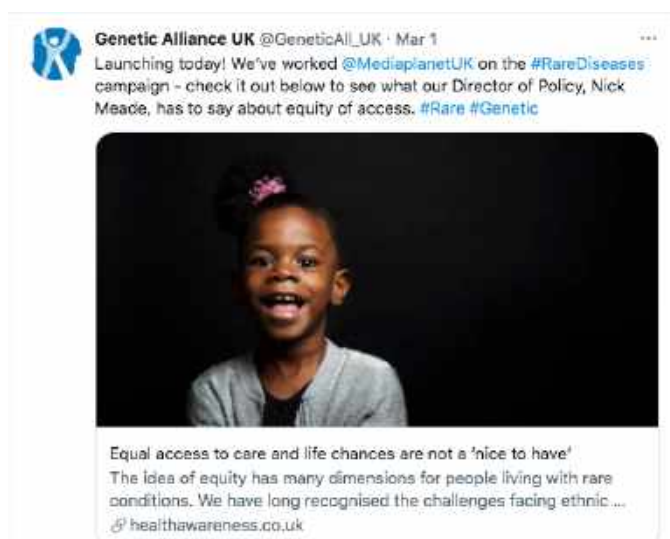 Genetic Alliance UK @GeneticAll_UK · Mar 1 ...
Launching today! We've worked @MediaplanetUK on the #RareDiseases
campaign - check it out below to see what our Director of Policy, Nick
Meade, has to say about equity of access. #Rare #Genetic
Equal access to care and life chances are not a 'nice to have'
The idea of equity has many dimensions for people living with rare
conditions. We have long recognised the challenges facing ethnic ...
healthawareness.co.uk